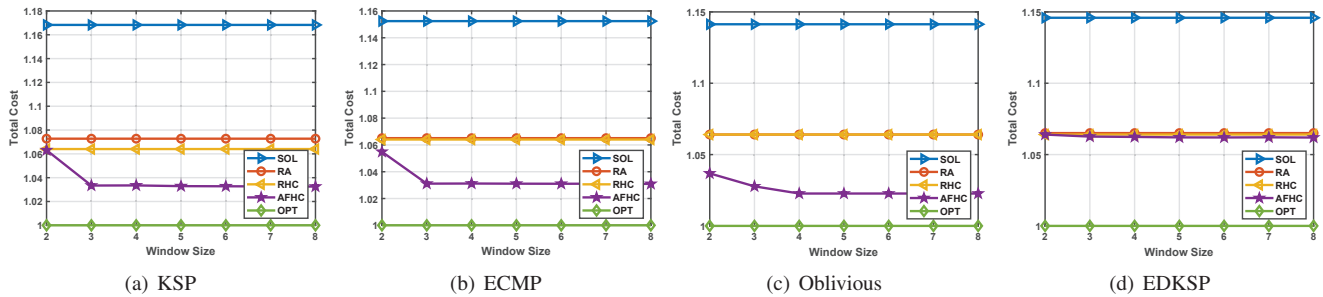 1.18
1.16
1.14
1.12
1.1
1.08
1.06
1.04
1.02
1
Total Cost
2 3 4 5 6 7 8
Window Size
SOL
RA
RHC
AFHC
OPT
(a) KSP
1.16
1.14
1.12
1.1
1.08
1.06
1.04
1.02
1
Total Cost
2 3 4 5 6 7 8
Window Size
SOL
RA
RHC
AFHC
OPT
(b) ECMP
1.15
1.1
1.05
1
Total Cost
2 3 4 5 6 7 8
Window Size
SOL
RA
RHC
AFHC
OPT
(c) Oblivious
1.15
1.1
1.05
1
Total Cost
2 3 4 5 6 7 8
Window Size
SOL
RA
RHC
AFHC
OPT
(d) EDKSP